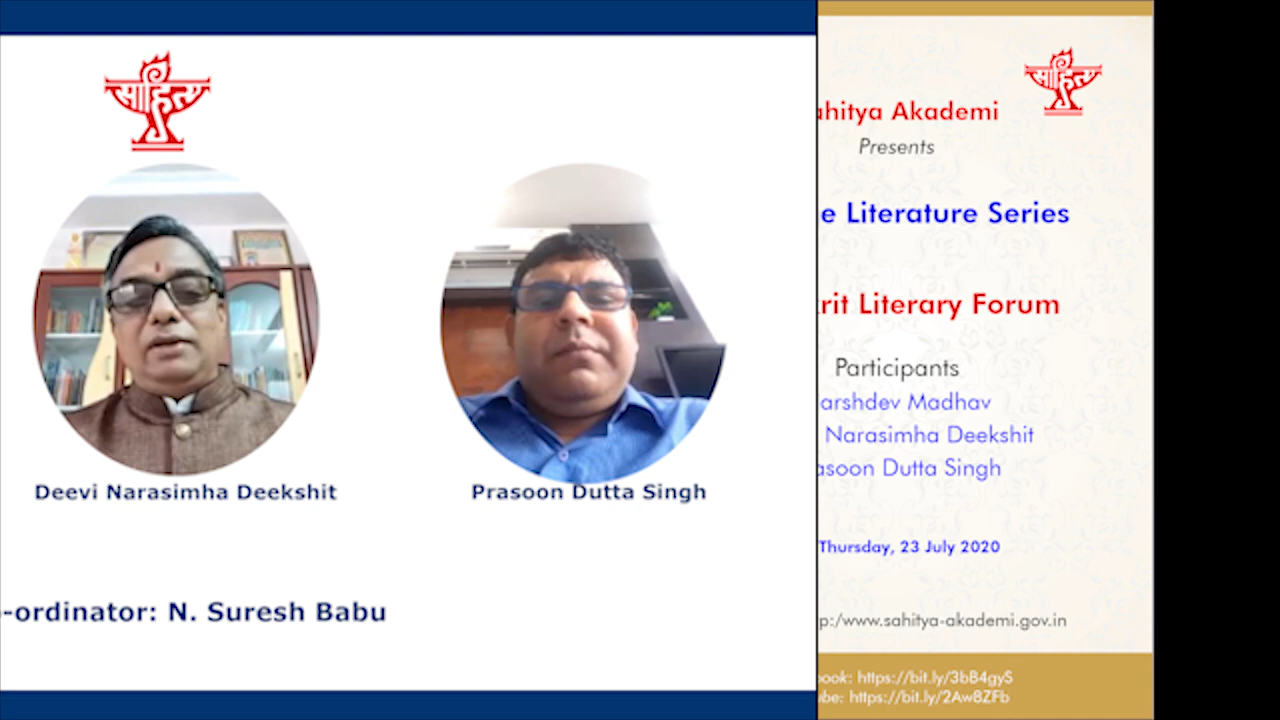 साहित्य
Deevi Narasimha Deekshit
Prasoon Dutta Singh
-ordinator: N. Suresh Babu
साहित्य
ahitya Akademi
Presents
e Literature Series
rit Literary Forum
Participants
arshdev Madhav
Narasimha Deekshit
asoon Dutta Singh
Thursday, 23 July 2020
p:/www.sahitya-akademi.gov.in
book: https://bit.ly/3bB4gyS
ube: https://bit.ly/2Aw8ZFb